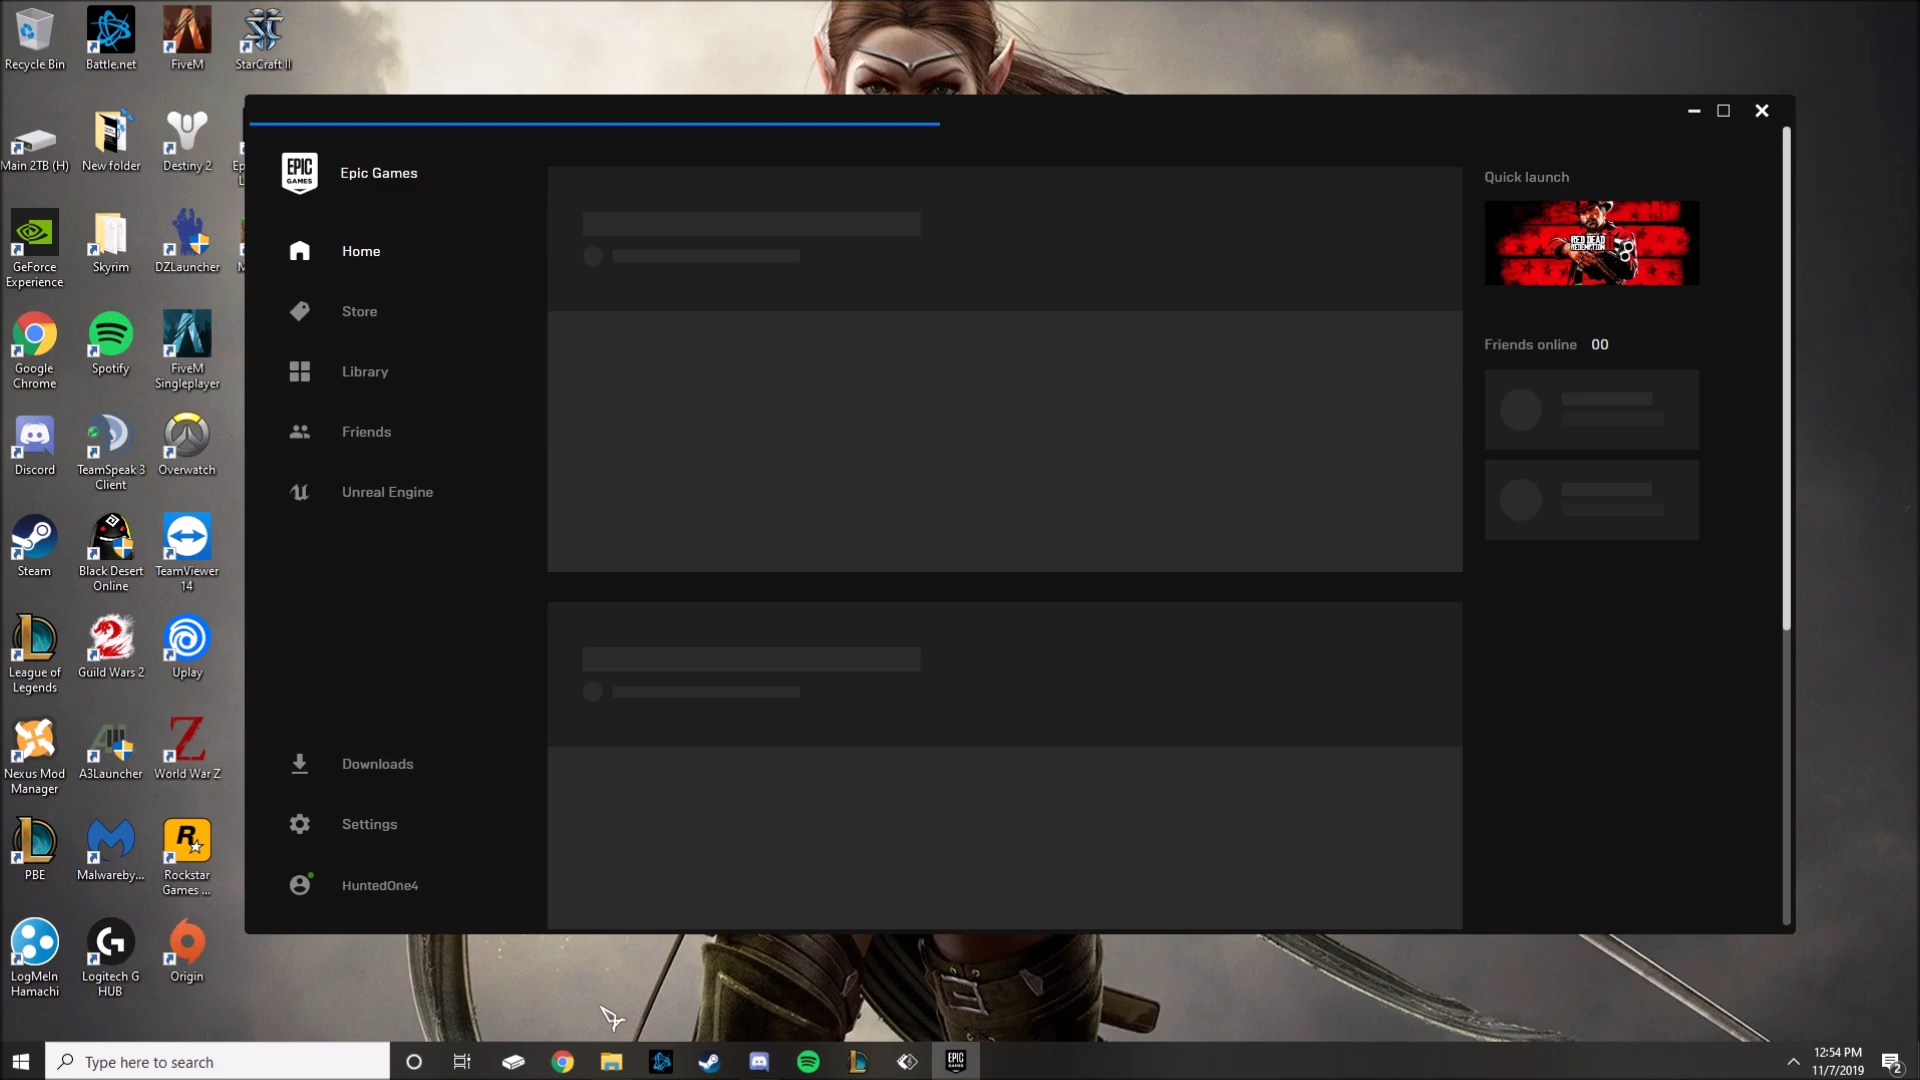 Recycle Bin
Battle.net
FiveM
StarCraft II
Main 2TB (H)
New folder
Destiny 2
GeForce
Experience
Skyrim
DZLauncher
Google
Chrome
Spotify
FiveM
Singleplayer
Discord
TeamSpeak 3
Client
Overwatch
Steam
Black Desert
Online
TeamViewer
14
League of
Legends
Guild Wars 2
Uplay
Nexus Mod
Manager
A3Launcher
World War Z
PBE
Malwareby...
Rockstar
Games ...
LogMeIn
Hamachi
Logitech G
HUB
Origin
EPIC
GAMES
Epic Games
Home
Store
Library
Friends
Unreal Engine
Downloads
Settings
HuntedOne4
Quick launch
RED DEAD
REDEMPTION
Friends online 00
Type here to search
EPIC
GAMES
12:54 PM
11/7/2019
2